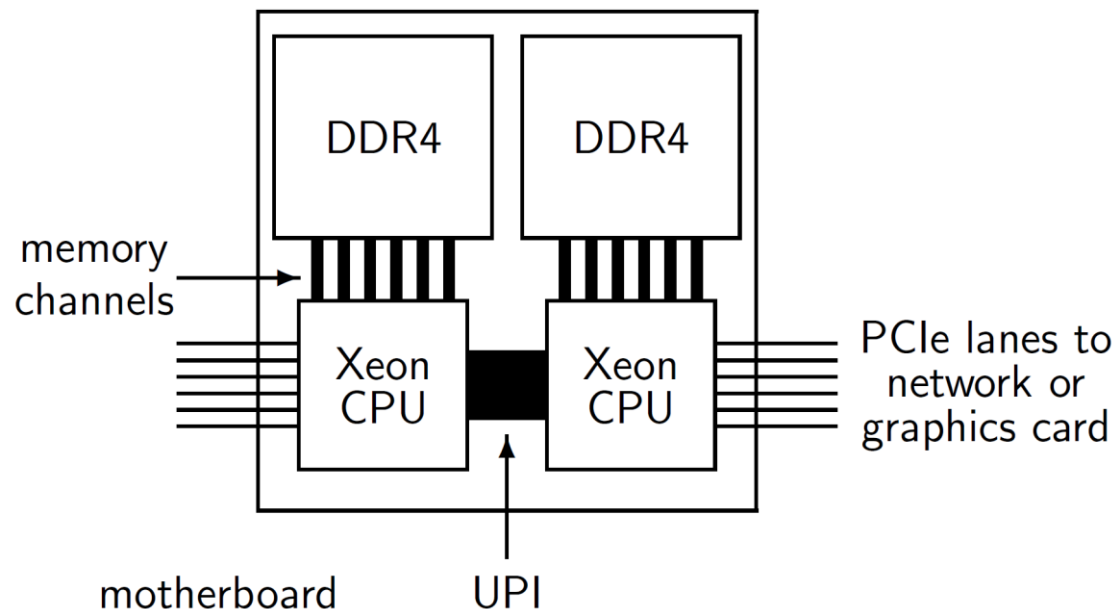 DDR4
DDR4
memory
channels
Xeon
CPU
Xeon
CPU
PCIe lanes to
network or
graphics card
motherboard
UPI